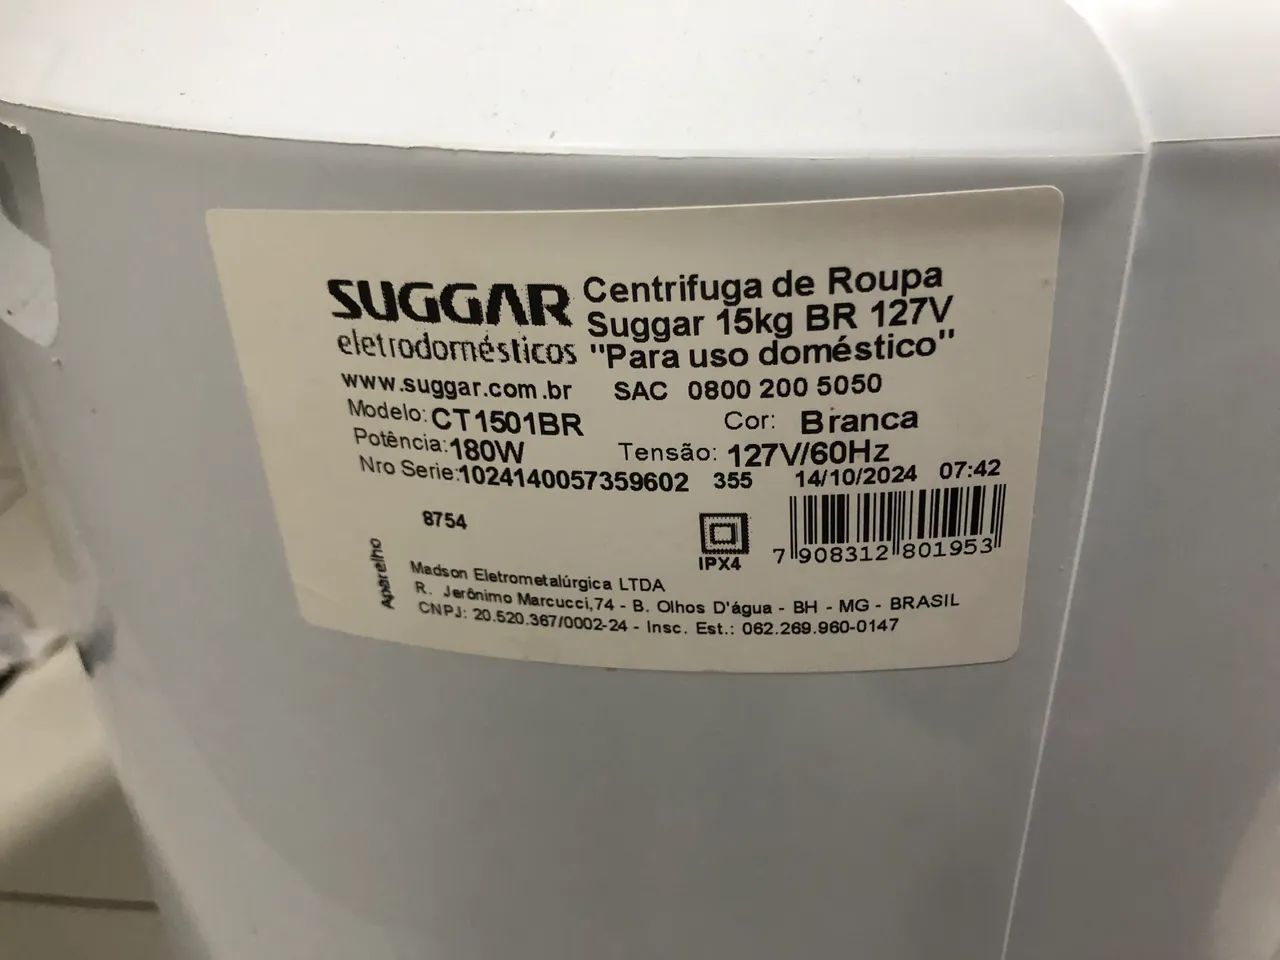 SUGGAR
eletrodomésticos
Centrifuga de Roupa
Suggar 15kg BR 127V
"Para uso doméstico"
www.suggar.com.br SAC 0800 200 5050
Modelo: CT1501BR Cor: Branca
Potência: 180W Tensão: 127V/60Hz
Nro Serie: 1024140057359602 355 14/10/2024 07:42
8754
IPX4
7 908312 801953
Aparelho
Madson Eletrometalúrgica LTDA
R. Jerônimo Marcucci,74 - B. Olhos D'água - BH - MG - BRASIL
CNPJ: 20.520.367/0002-24 - Insc. Est.: 062.269.960-0147